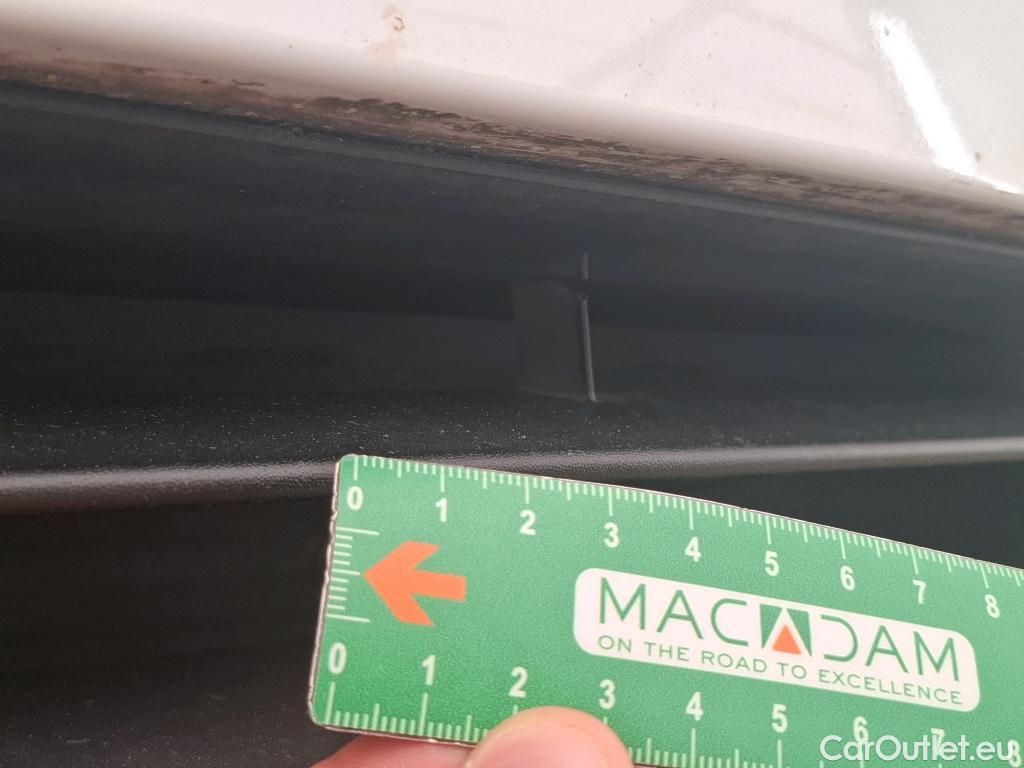 0 1 2 3 4 5 6 7 8
MACADAM
ON THE ROAD TO EXCELLENCE
0 1 2 3 4 5 6 7 8
CarOutlet.eu